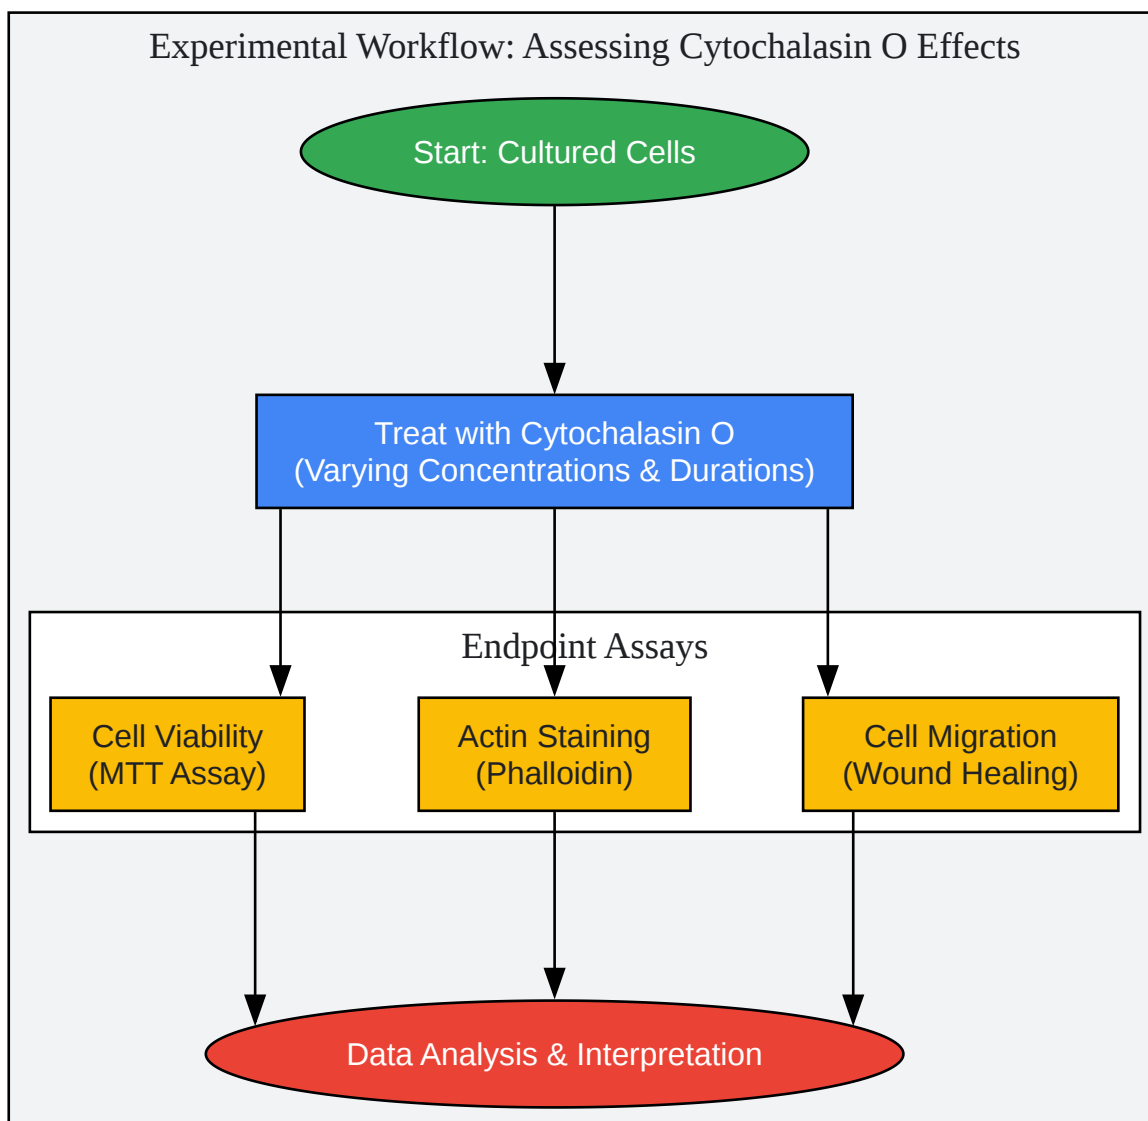 Experimental Workflow: Assessing Cytochalasin O Effects
Start: Cultured Cells
Treat with Cytochalasin O
(Varying Concentrations & Durations)
Endpoint Assays
Cell Viability
(MTT Assay)
Actin Staining
(Phalloidin)
Cell Migration
(Wound Healing)
Data Analysis & Interpretation